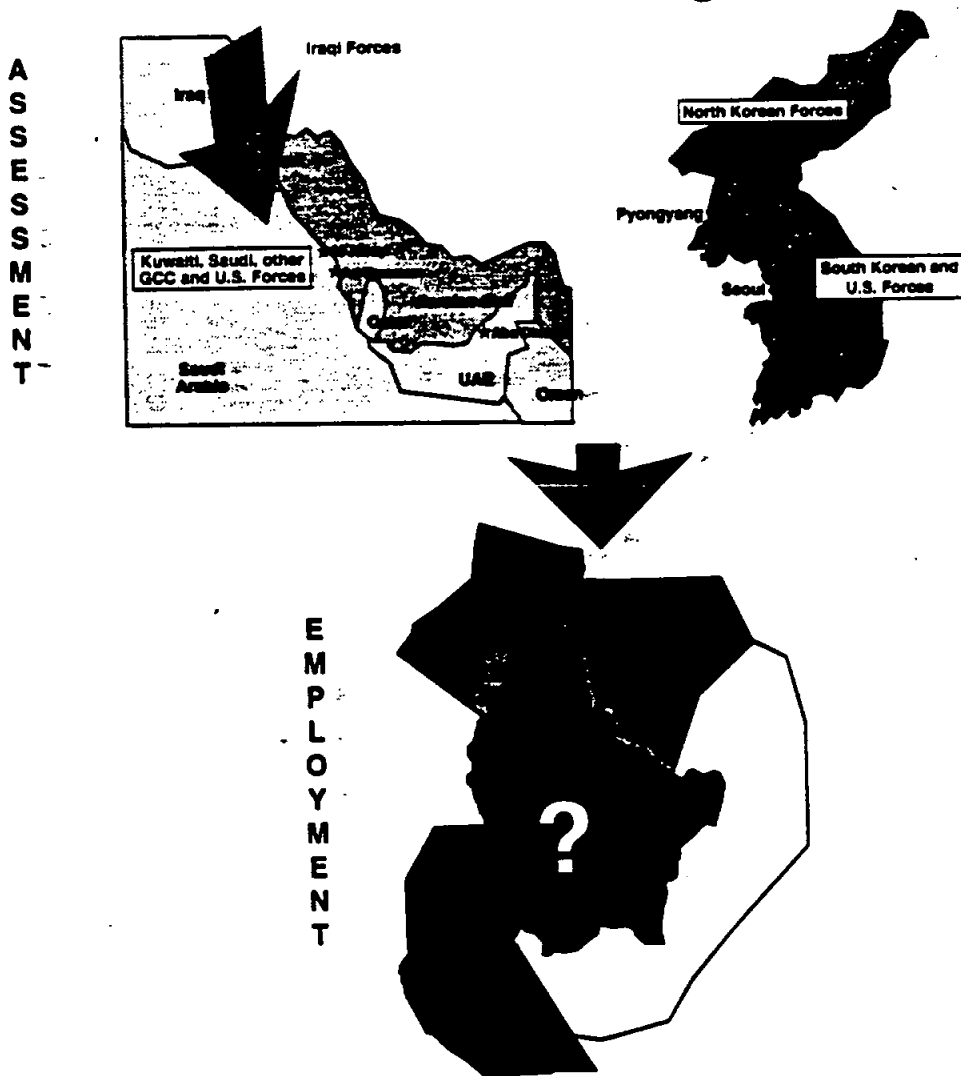 ASSESSMENT
Iraqi Forces
Iraq
Kuwaiti, Saudi, other
GCC and U.S. Forces
Saudi
Arabia
UAE
Oman
North Korean Forces
Pyongyang
Seoul
South Korean and
U.S. Forces
EMPLOYMENT
?